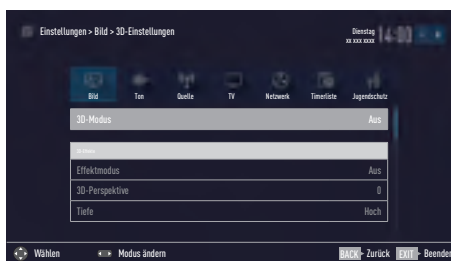 Einstellungen > Bild > 3D-Einstellungen
Dienstag
xx xxx xxxx
14:00
Bild Ton Quelle TV Netzwerk Timerliste Jugendschutz
3D-Modus Aus
Effektmodus Aus
3D-Perspektive 0
Tiefe Hoch
Wählen Modus ändern BACK Zurück EXIT Beenden